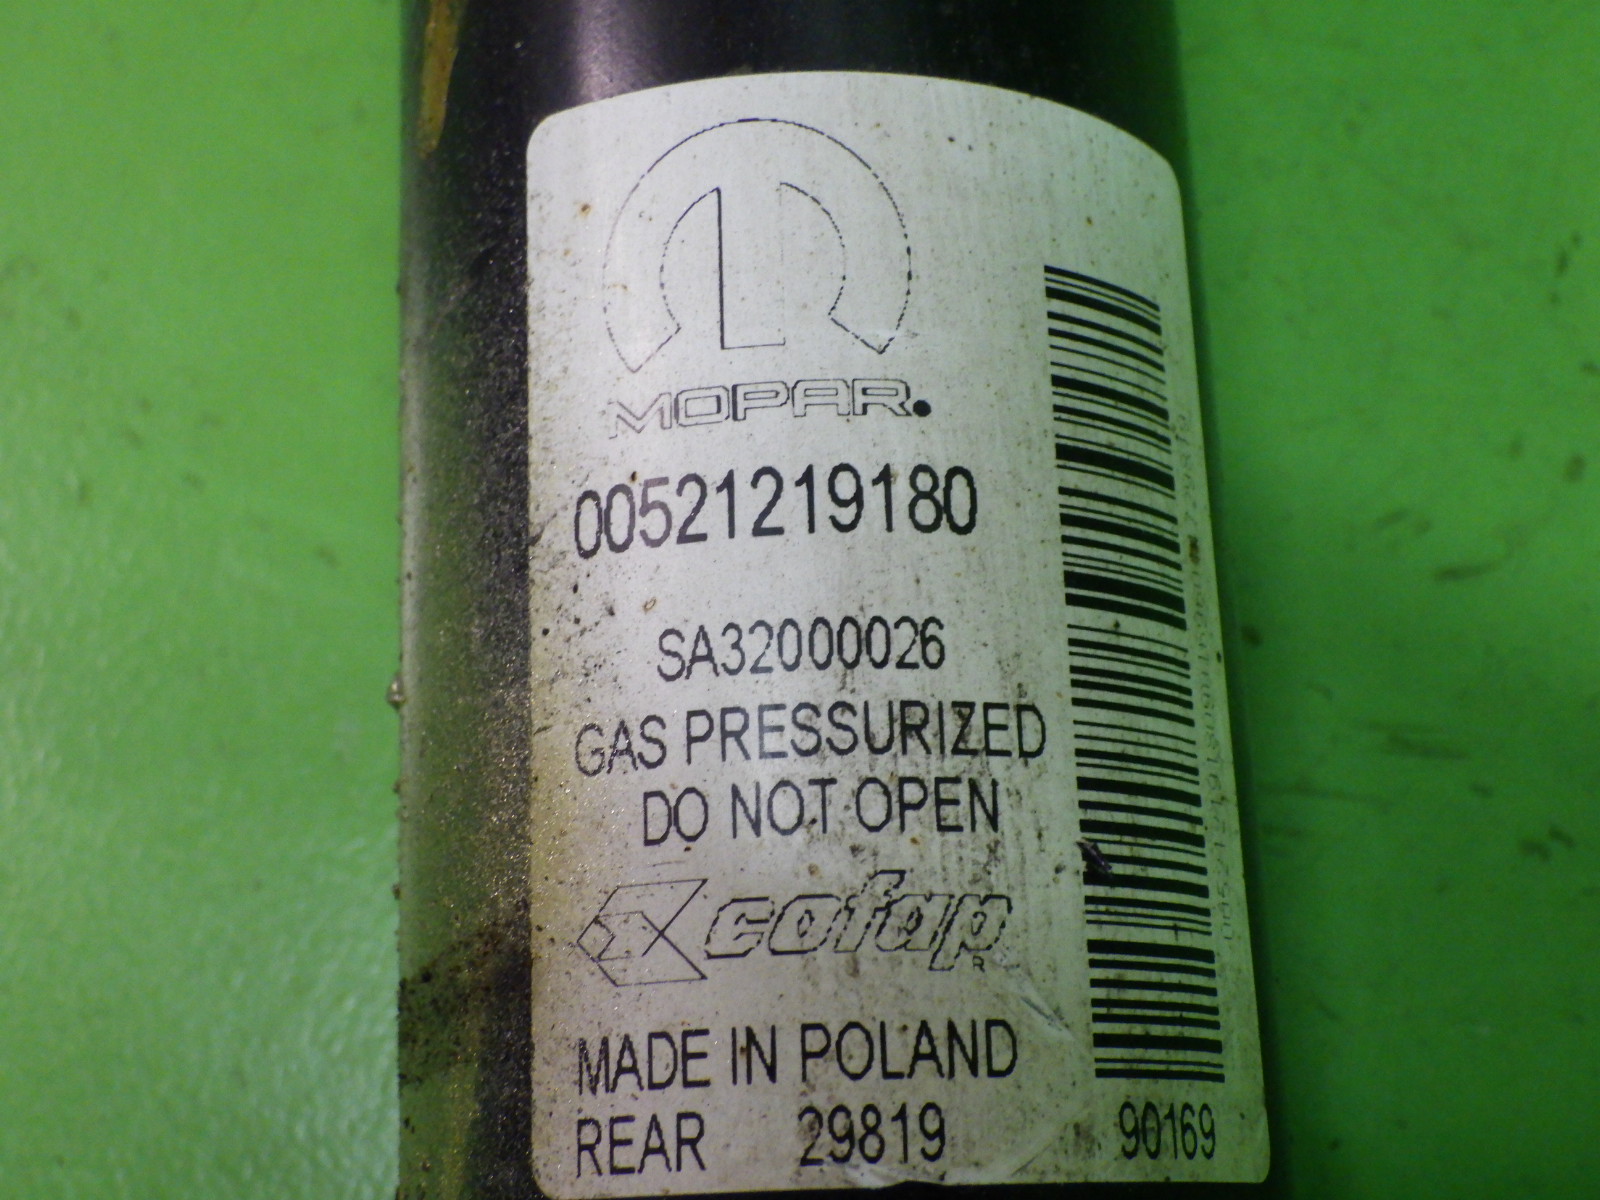 MOPAR.
00521219180
SA32000026
GAS PRESSURIZED
DO NOT OPEN
cofap
R
MADE IN POLAND
REAR 29819 90169